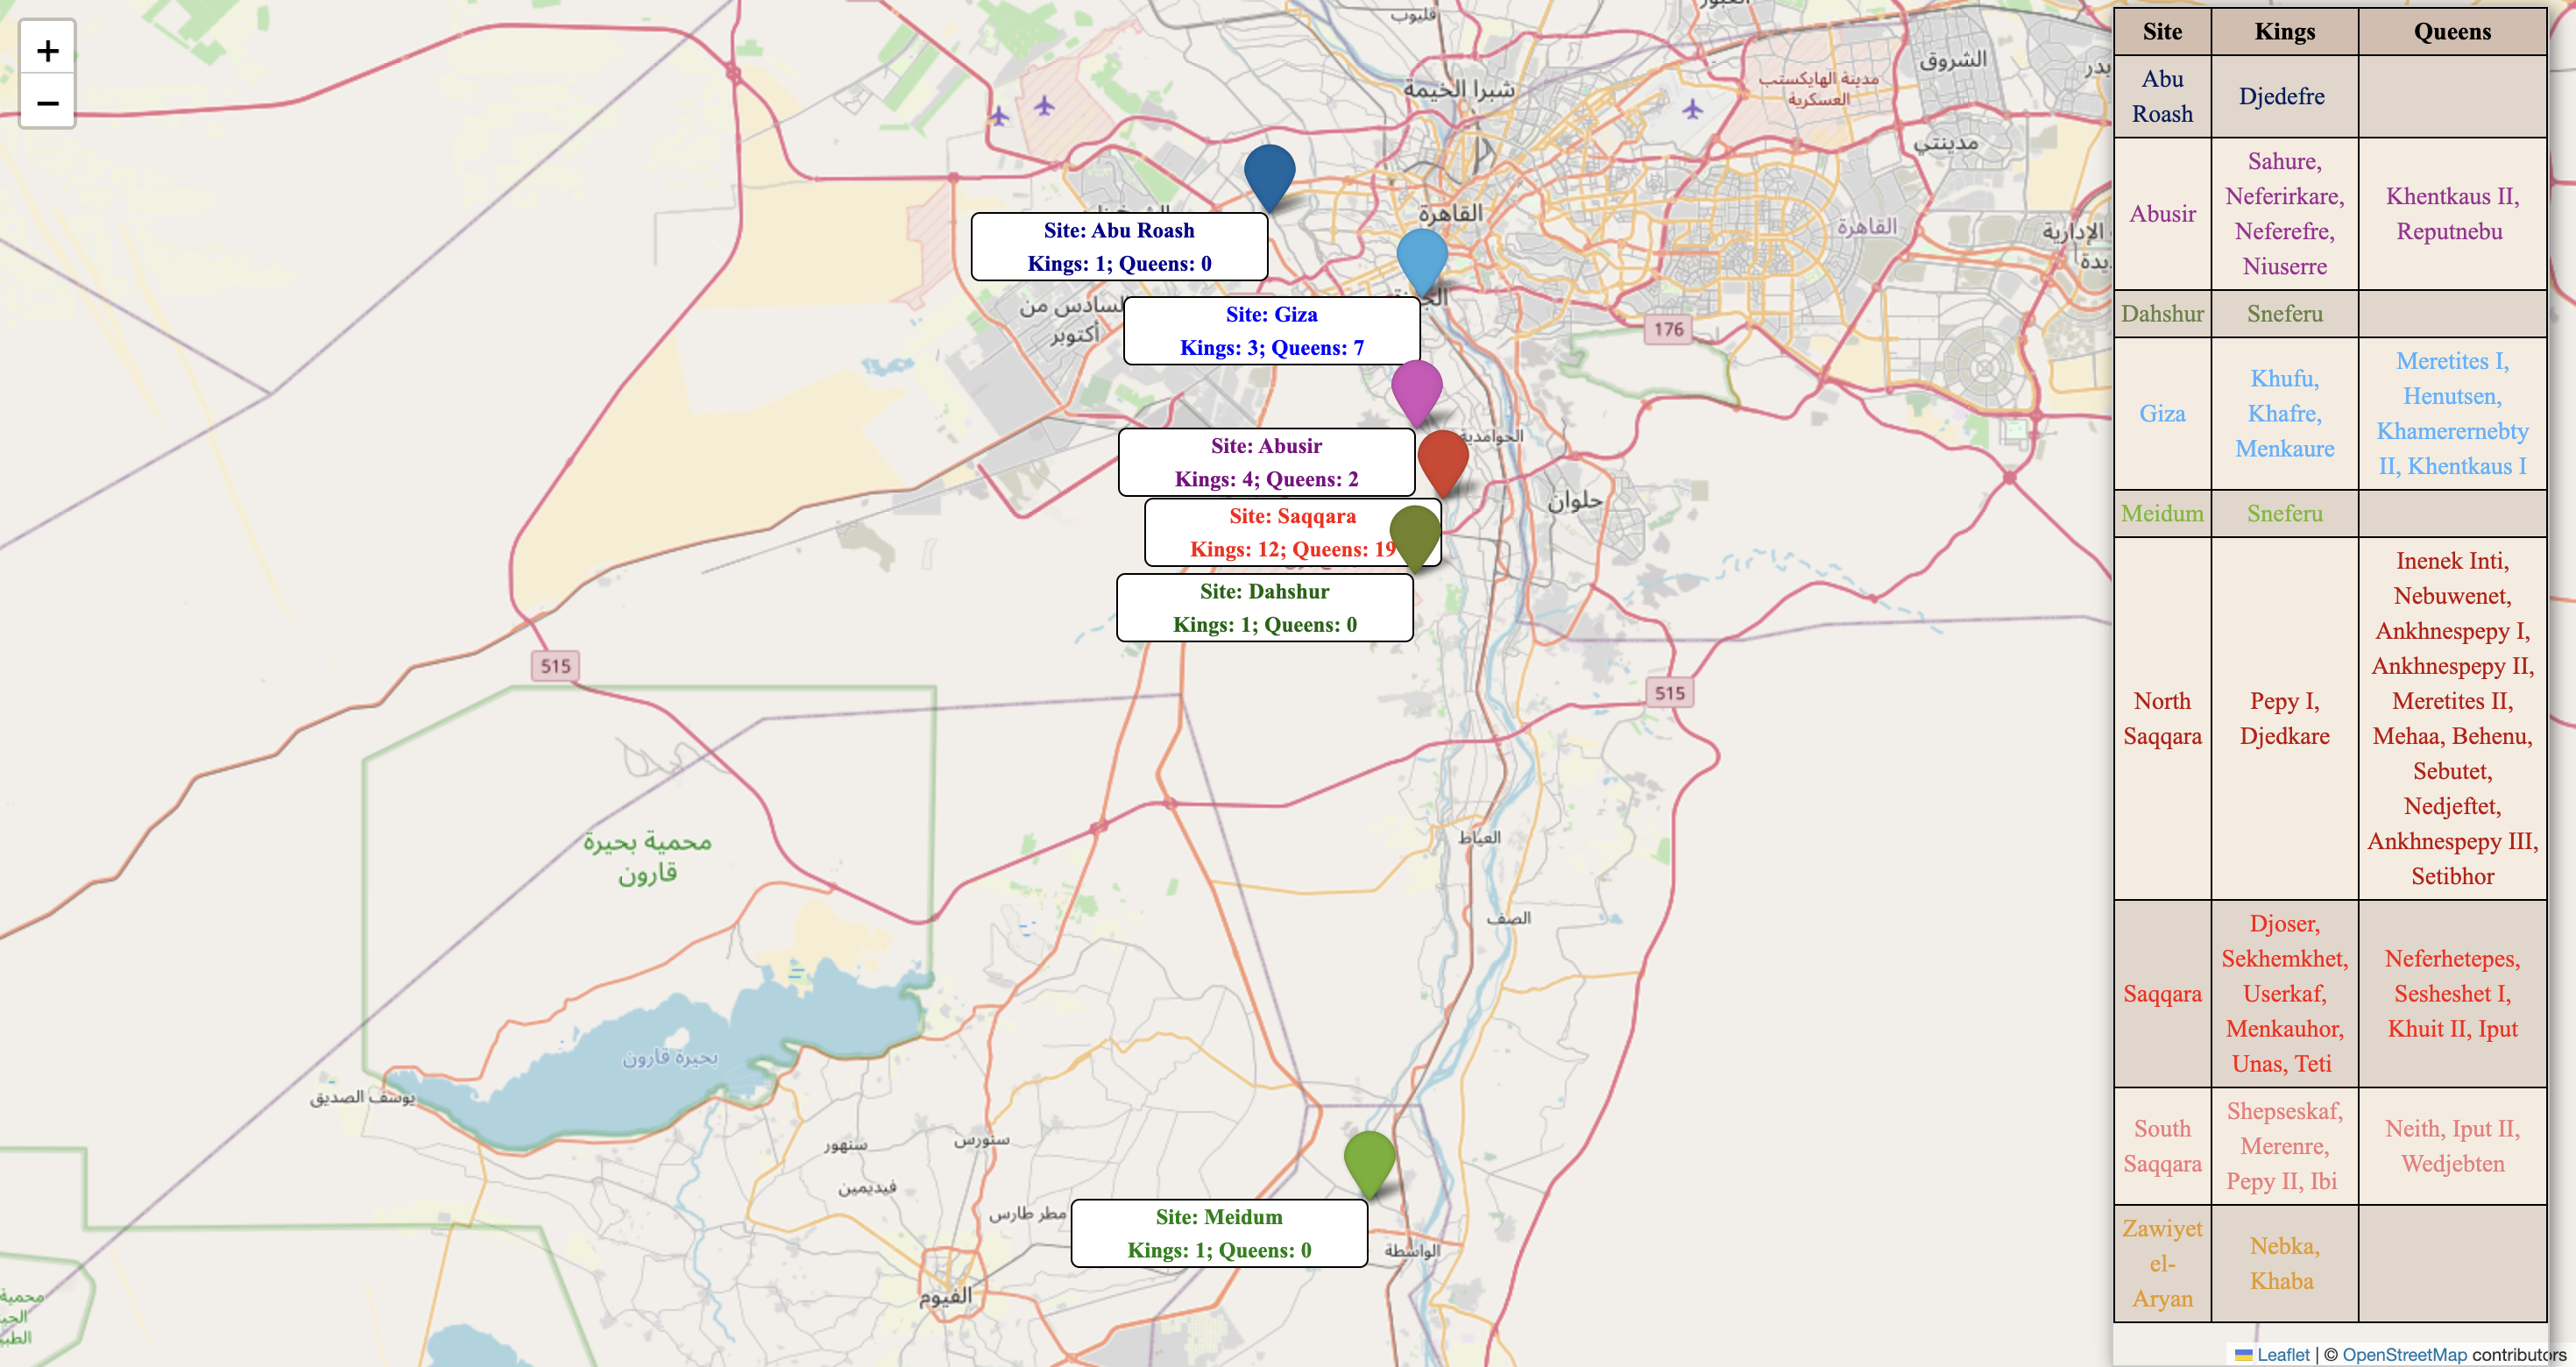 +
−
قليوب
العبور
شبرا الخيمة
مدينة الهايكستب
العسكرية
الشروق
بدر
مدينتي
القاهرة
القاهرة
الإدارية
السادس من
أكتوبر
176
Site: Abu Roash
Kings: 1; Queens: 0
Site: Giza
Kings: 3; Queens: 7
Site: Abusir
Kings: 4; Queens: 2
الحوامدية
Site: Saqqara
Kings: 12; Queens: 19
حلوان
Site: Dahshur
Kings: 1; Queens: 0
515
515
محمية بحيرة
قارون
العياط
الصف
بحيرة قارون
يوسف الصديق
سنهور
سنورس
فيديمين
مطر طارس
Site: Meidum
Kings: 1; Queens: 0
الواسطة
الفيوم
محمية
Site Kings Queens
Abu
Roash
Djedefre
Abusir
Sahure,
Neferirkare,
Neferefre,
Niuserre
Khentkaus II,
Reputnebu
Dahshur Sneferu
Giza
Khufu,
Khafre,
Menkaure
Meretites I,
Henutsen,
Khamerernebty
II, Khentkaus I
Meidum Sneferu
North
Saqqara
Pepy I,
Djedkare
Inenek Inti,
Nebuwenet,
Ankhnespepy I,
Ankhnespepy II,
Meretites II,
Mehaa, Behenu,
Sebutet,
Nedjeftet,
Ankhnespepy III,
Setibhor
Saqqara
Djoser,
Sekhemkhet,
Userkaf,
Menkauhor,
Unas, Teti
Neferhetepes,
Sesheshet I,
Khuit II, Iput
South
Saqqara
Shepseskaf,
Merenre,
Pepy II, Ibi
Neith, Iput II,
Wedjebten
Zawiyet
el-
Aryan
Nebka,
Khaba
Leaflet | © OpenStreetMap contributors